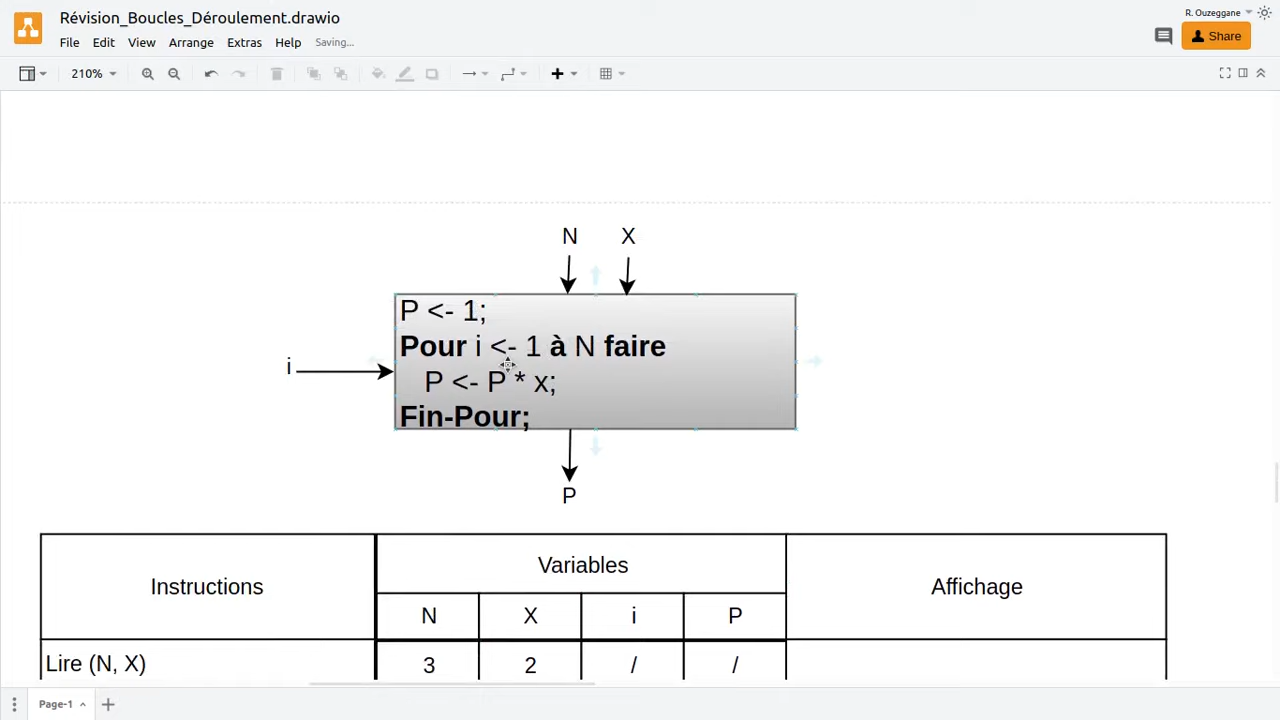 Révision_Boucles_Déroulement.drawio
R. Ouzeggane
File Edit View Arrange Extras Help Saving...
Share
210%
N X
P <- 1;
Pour i <- 1 à N faire
i
P <- P * x;
Fin-Pour;
P
Instructions
Variables
Affichage
N X i P
Lire (N, X) 3 2 / /
Page-1